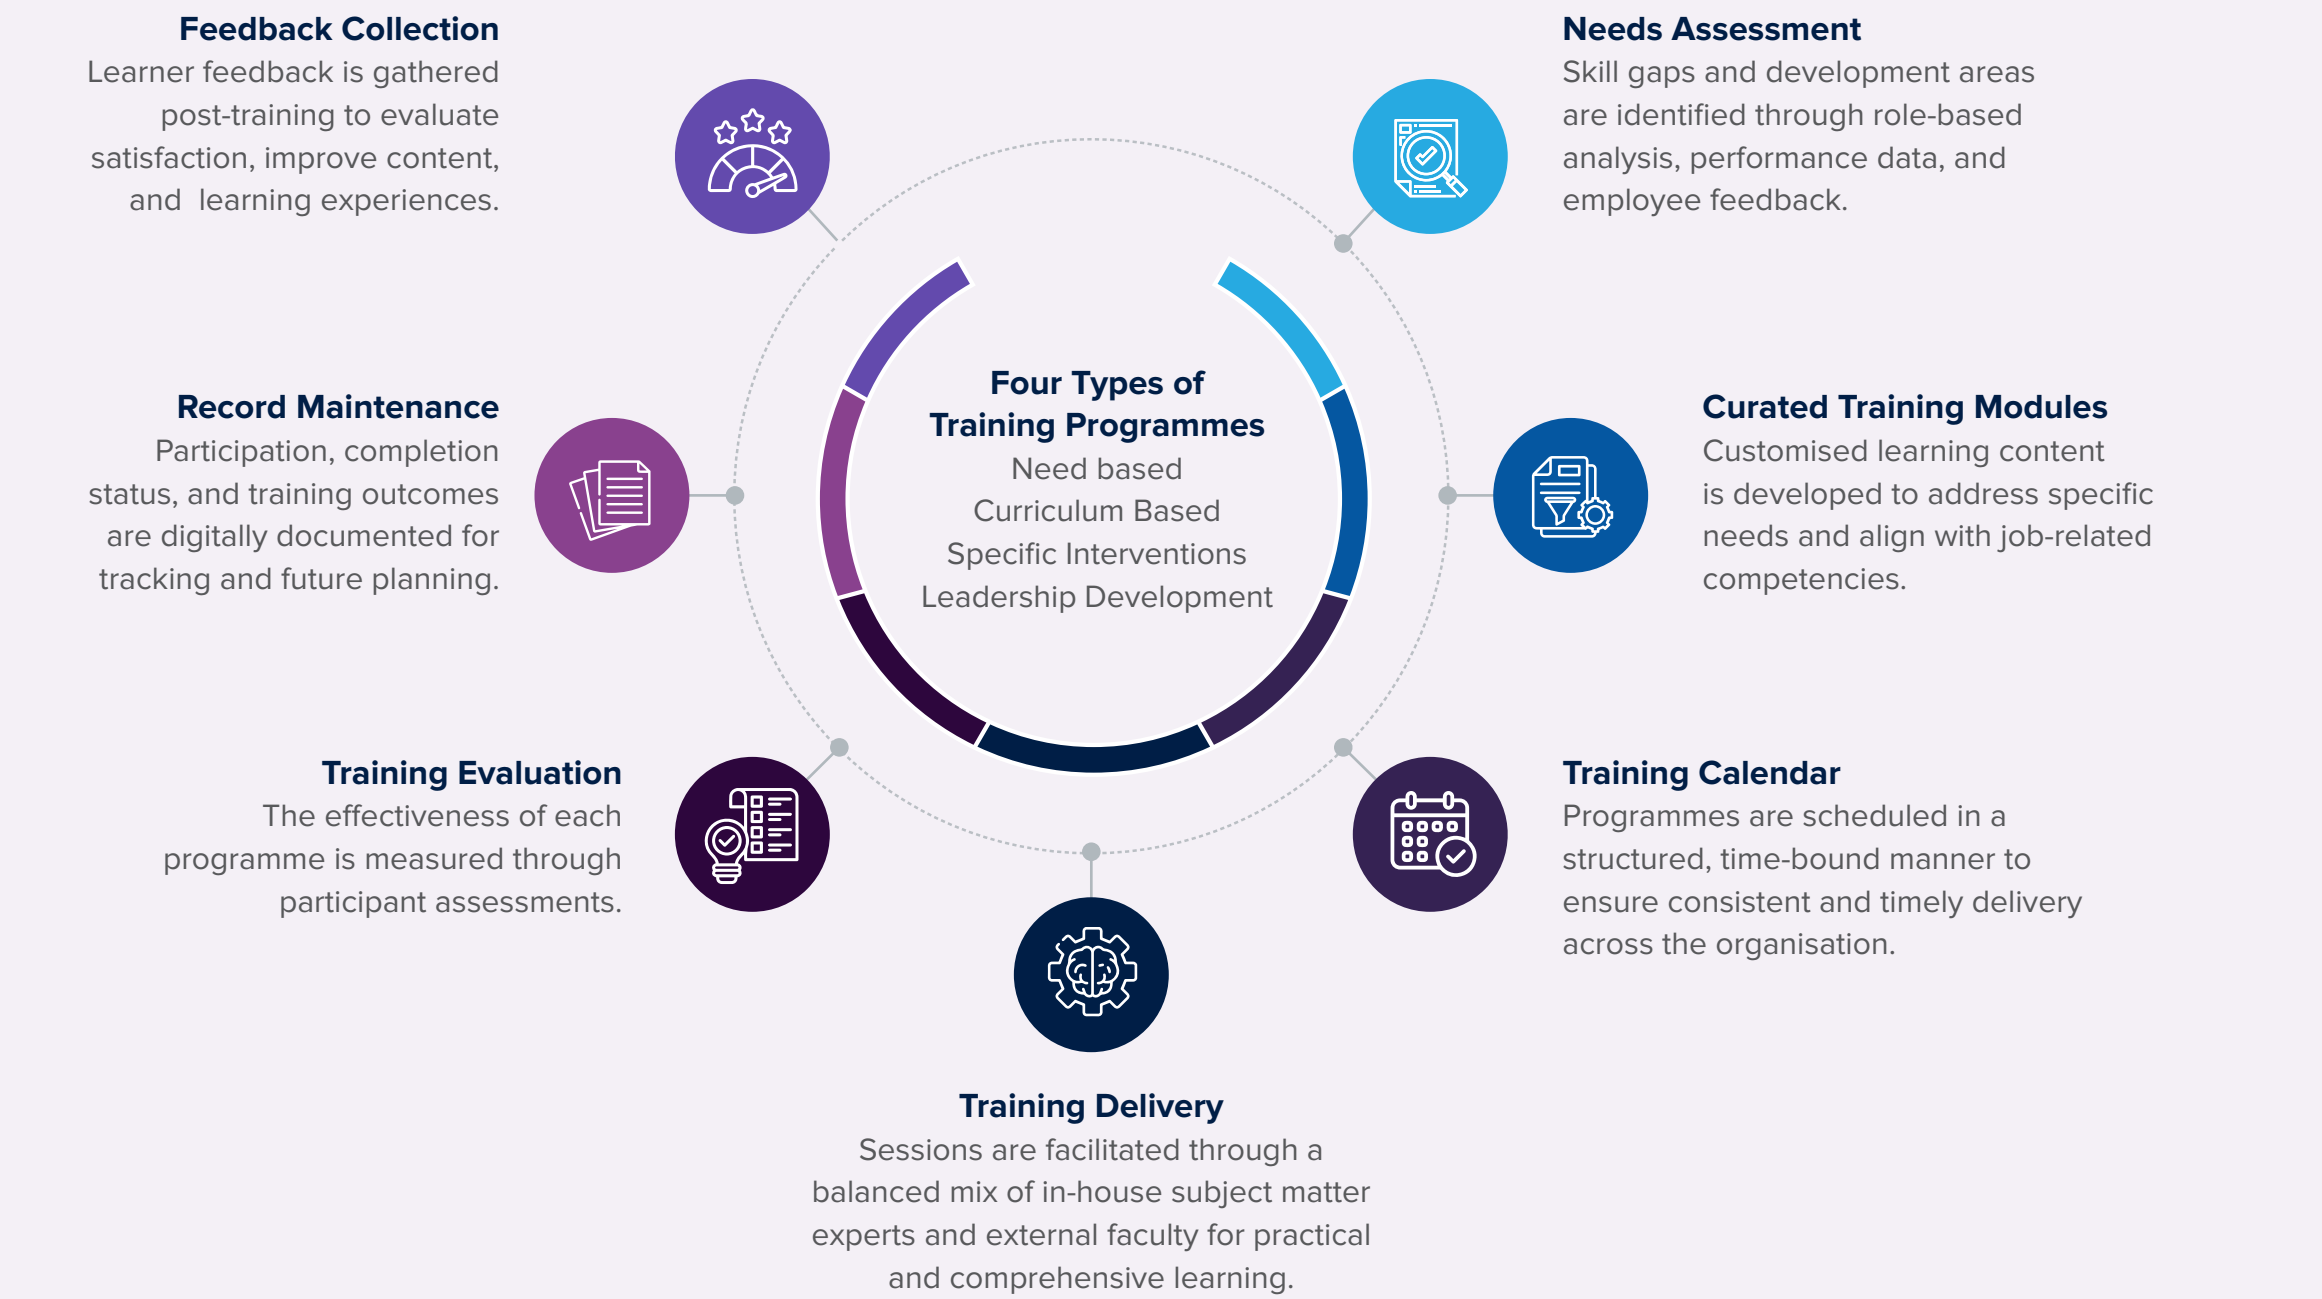 Feedback Collection
Learner feedback is gathered
post-training to evaluate
satisfaction, improve content,
and  learning experiences.
Needs Assessment
Skill gaps and development areas
are identified through role-based
analysis, performance data, and
employee feedback.
Four Types of
Training Programmes
Need based
Curriculum Based
Specific Interventions
Leadership Development
Record Maintenance
Participation, completion
status, and training outcomes
are digitally documented for
tracking and future planning.
Curated Training Modules
Customised learning content
is developed to address specific
needs and align with job-related
competencies.
Training Evaluation
The effectiveness of each
programme is measured through
participant assessments.
Training Calendar
Programmes are scheduled in a
structured, time-bound manner to
ensure consistent and timely delivery
across the organisation.
Training Delivery
Sessions are facilitated through a
balanced mix of in-house subject matter
experts and external faculty for practical
and comprehensive learning.